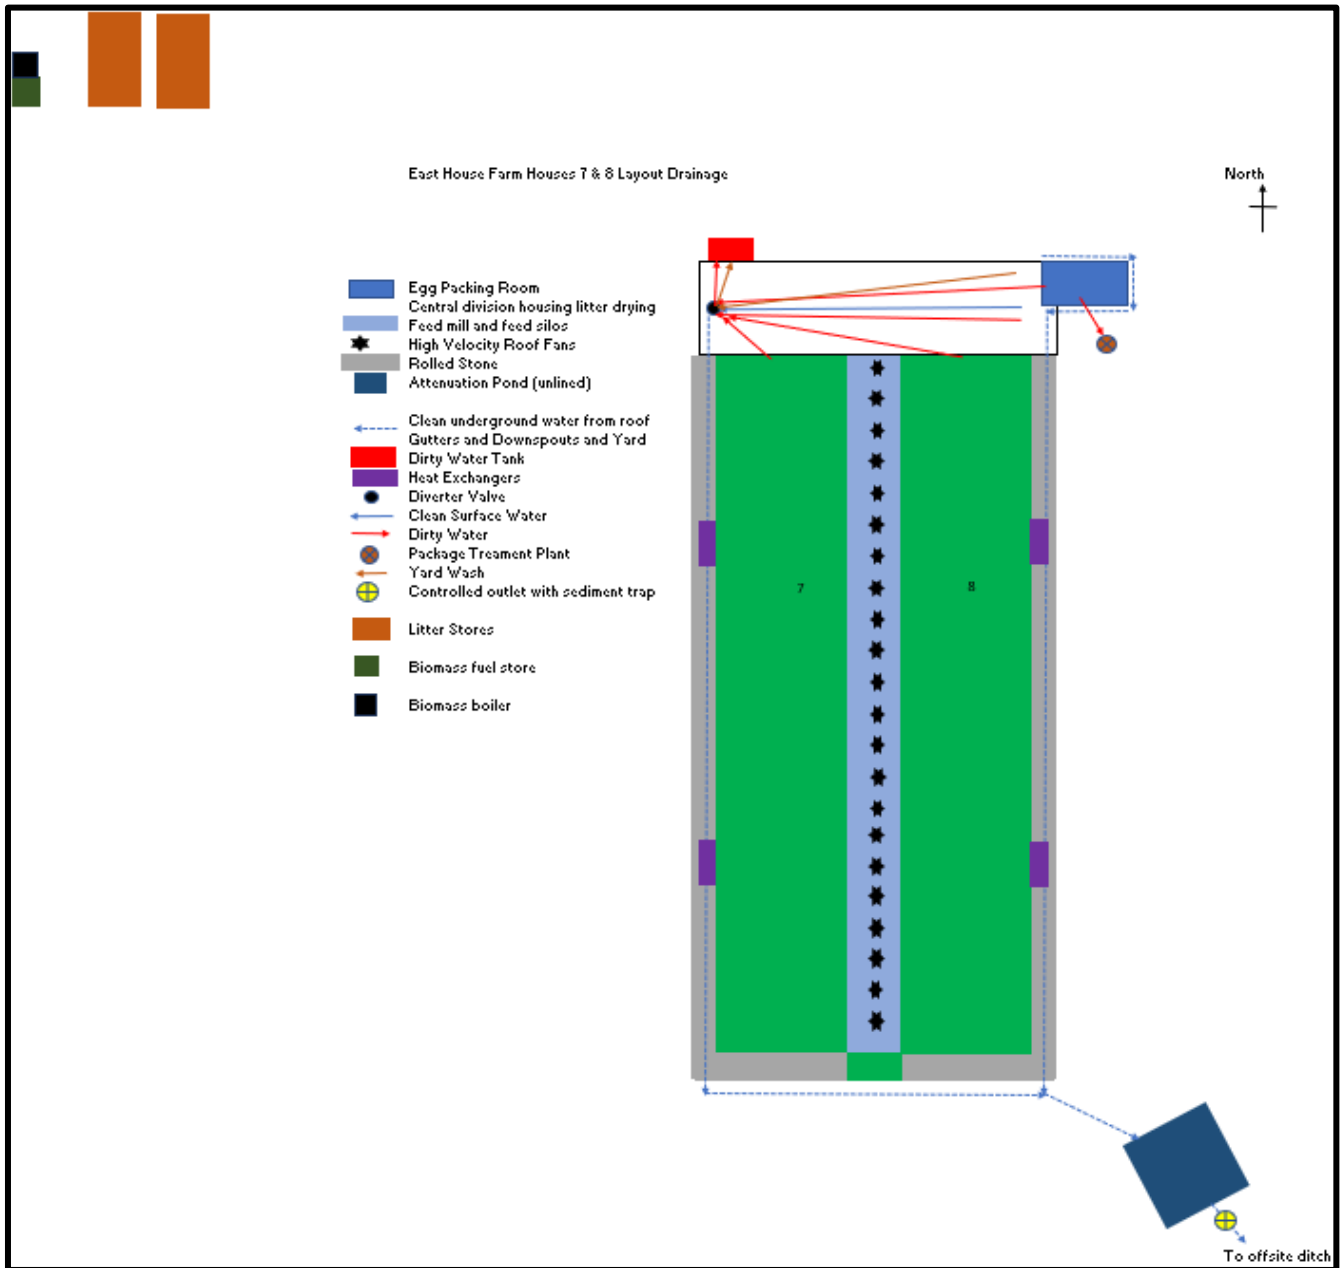 East House Farm Houses 7 & 8 Layout Drainage
North
Egg Packing Room
Central division housing litter drying
Feed mill and feed silos
High Velocity Roof Fans
Rolled Stone
Attenuation Pond (unlined)
Clean underground water from roof
Gutters and Downspouts and Yard
Dirty Water Tank
Heat Exchangers
Diverter Valve
Clean Surface Water
Dirty Water
Package Treament Plant
Yard Wash
Controlled outlet with sediment trap
Litter Stores
Biomass fuel store
Biomass boiler
7
8
To offsite ditch